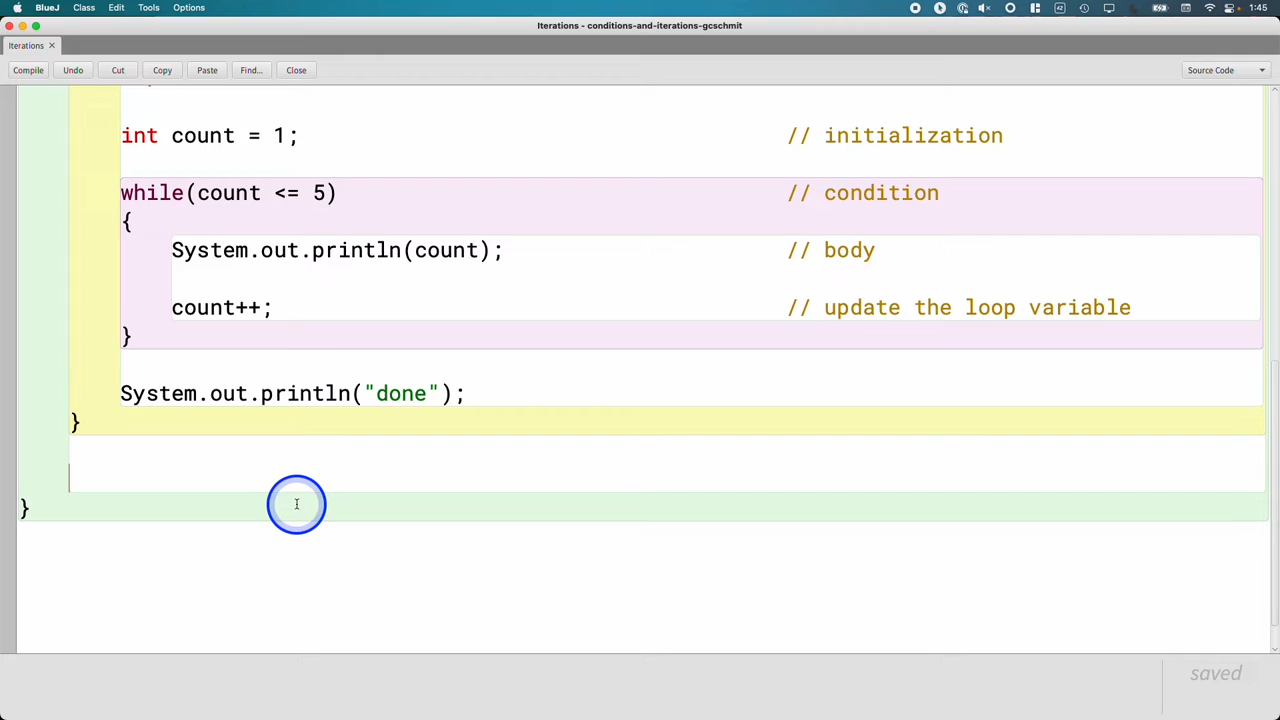 BlueJ Class Edit Tools Options 1:45
Iterations - conditions-and-iterations-gcschmit
Iterations
Compile Undo Cut Copy Paste Find... Close Source Code
int count = 1; // initialization
while(count <= 5) // condition
{
System.out.println(count); // body
count++; // update the loop variable
}
System.out.println("done");
}
}
saved